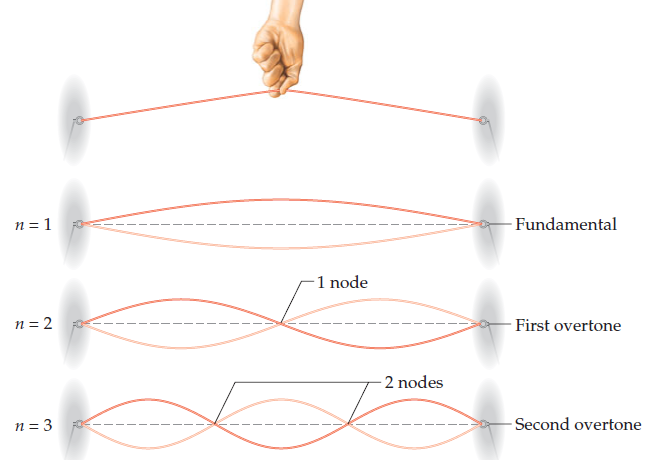 n = 1
Fundamental
1 node
n = 2
First overtone
2 nodes
n = 3
Second overtone